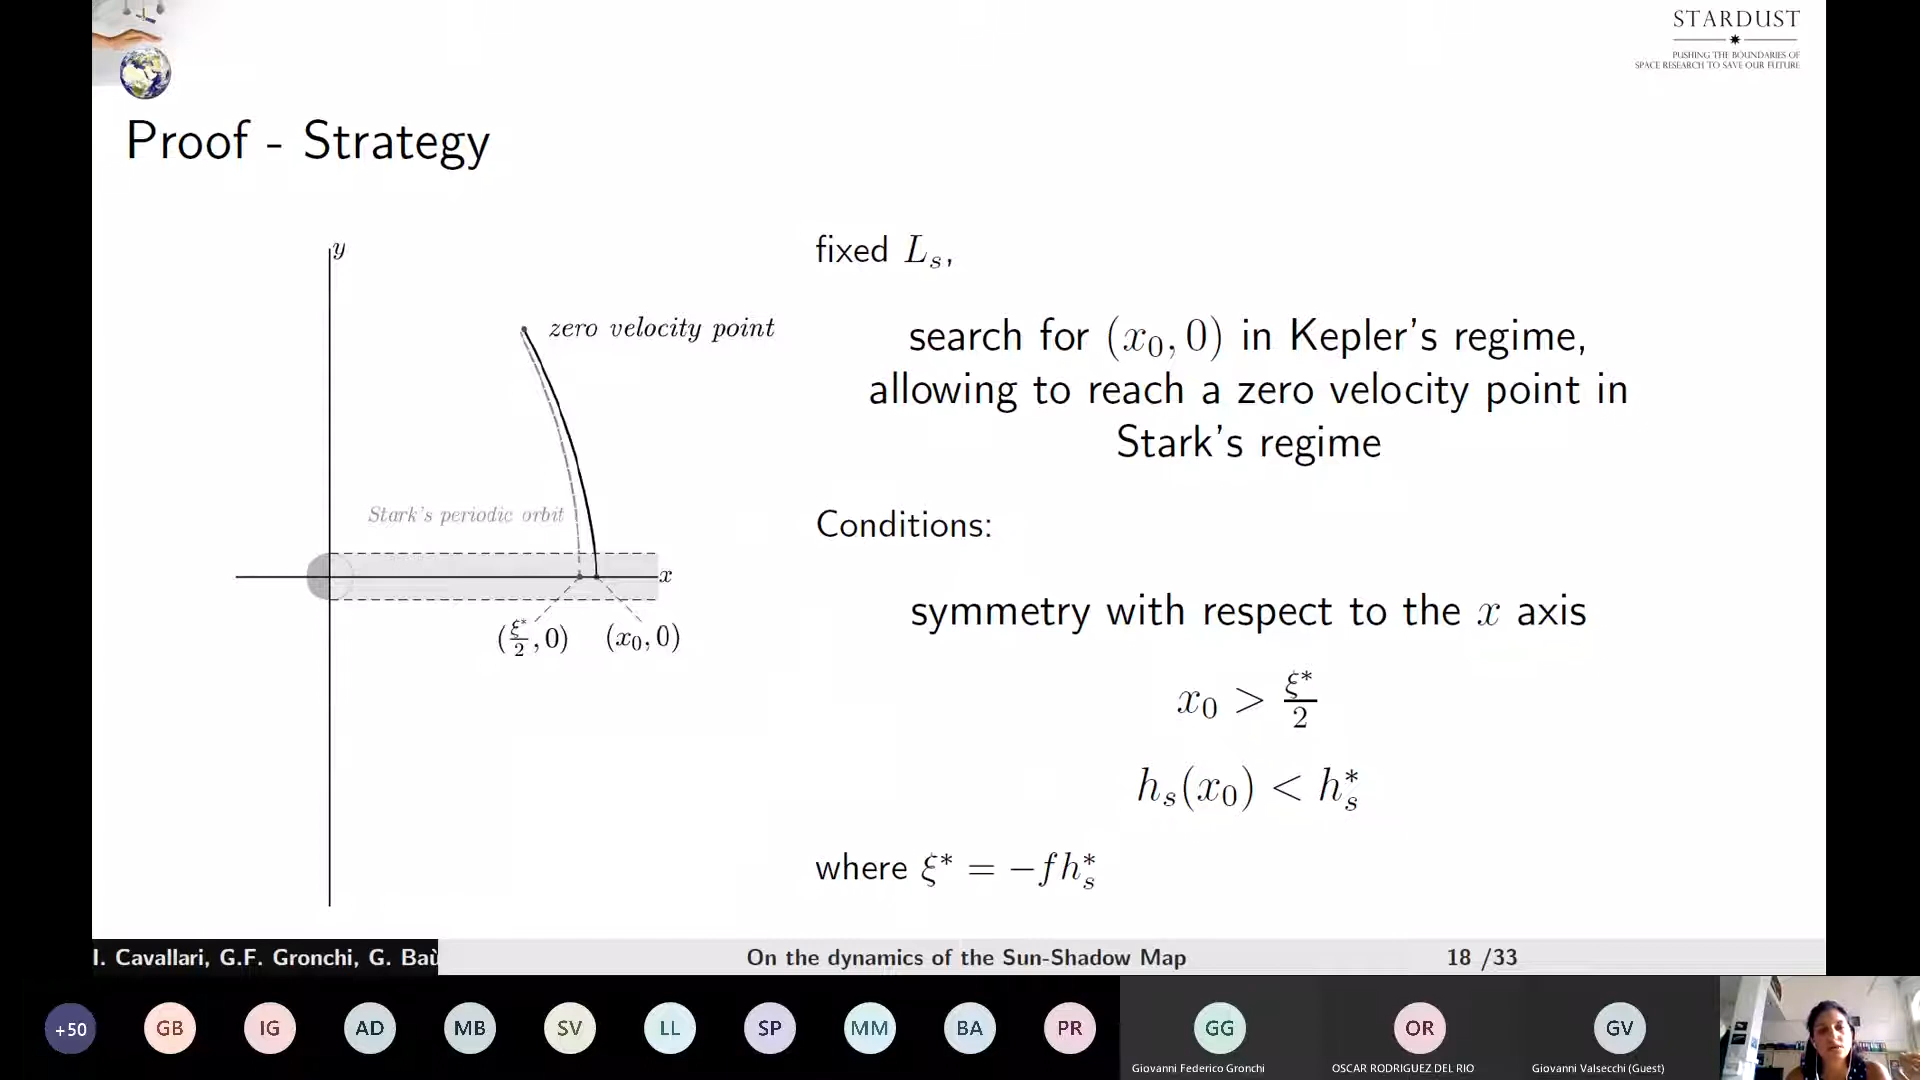 STARDUST
PUSHING THE BOUNDARIES OF
SPACE RESEARCH TO SAVE OUR FUTURE
Proof - Strategy
y
zero velocity point
Stark's periodic orbit
x
(ξ*/2, 0) (x₀, 0)
fixed Lₛ,
search for (x₀, 0) in Kepler's regime,
allowing to reach a zero velocity point in
Stark's regime
Conditions:
symmetry with respect to the x axis
x₀ > ξ*/2
hₛ(x₀) < hₛ*
where ξ* = −fhₛ*
I. Cavallari, G.F. Gronchi, G. Baù
On the dynamics of the Sun-Shadow Map
18 /33
+50 GB IG AD MB SV LL SP MM BA PR GG OR GV
Giovanni Federico Gronchi
OSCAR RODRIGUEZ DEL RIO
Giovanni Valsecchi (Guest)